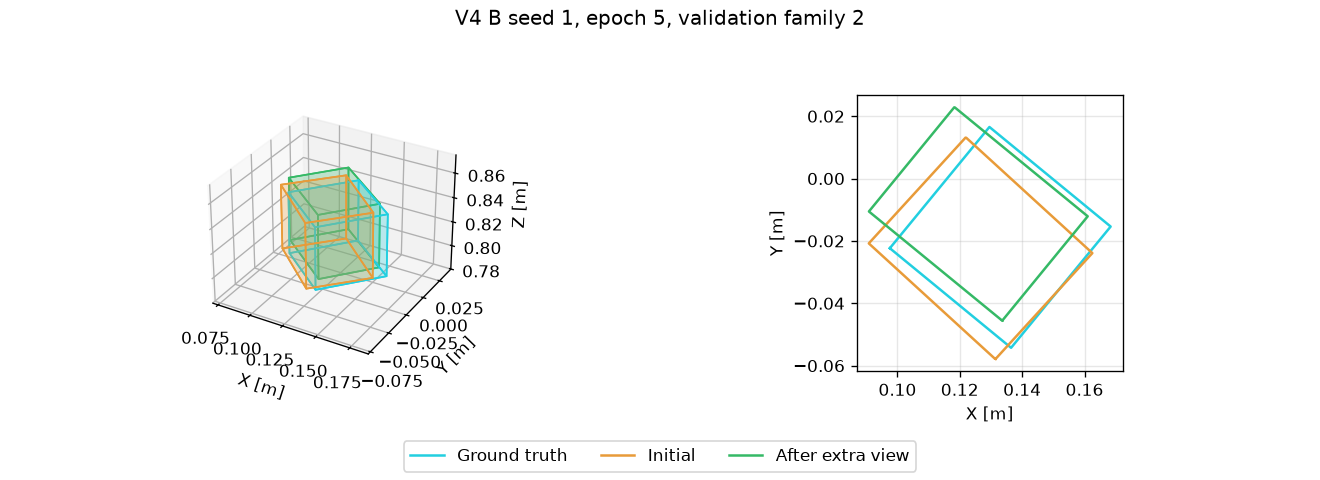 V4 B seed 1, epoch 5, validation family 2
0.86
0.84
0.82
0.80
0.78
Z [m]
0.025
0.000
−0.025
−0.050
−0.075
Y [m]
0.075
0.100
0.125
0.150
0.175
X [m]
0.02
0.00
−0.02
−0.04
−0.06
Y [m]
0.10 0.12 0.14 0.16
X [m]
Ground truth Initial After extra view